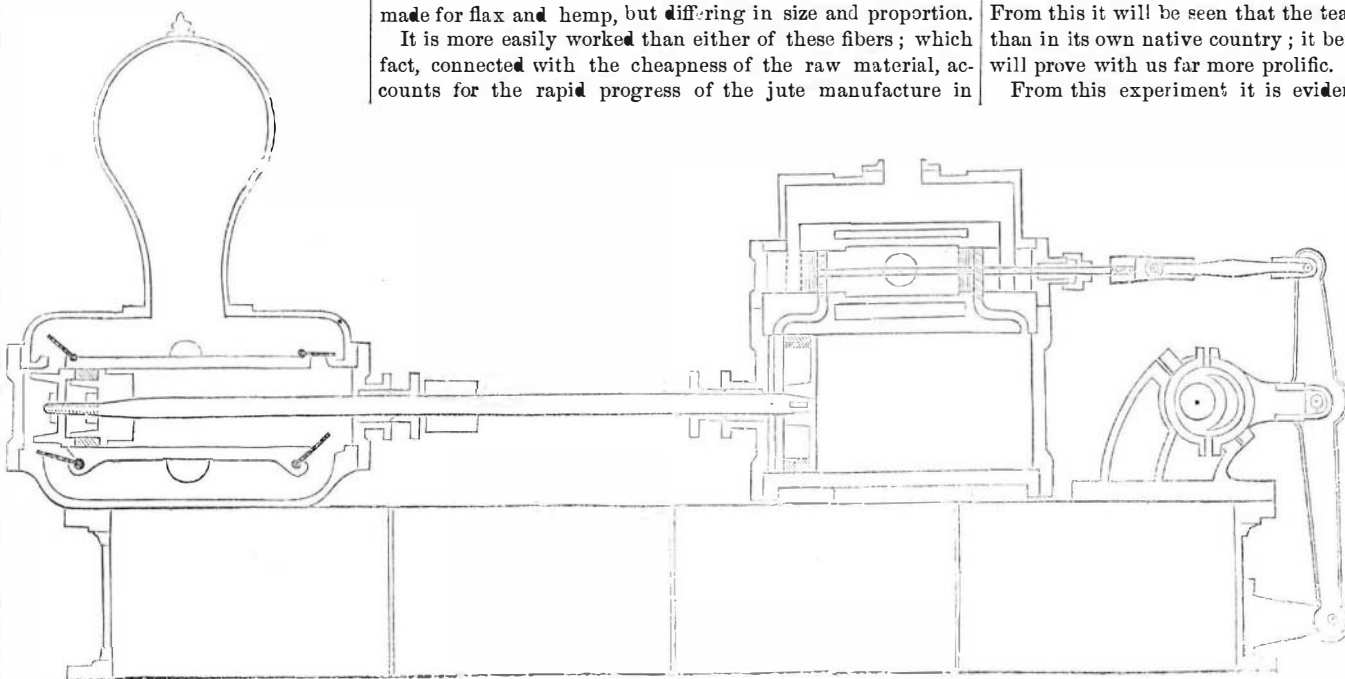 made for flax and hemp, but differing in size and proportion.
It is more easily worked than either of these fibers ; which
fact, connected with the cheapness of the raw material, ac-
counts for the rapid progress of the jute manufacture in
From this it will be seen that the tea
than in its own native country ; it be
will prove with us far more prolific.
From this experiment it is evider